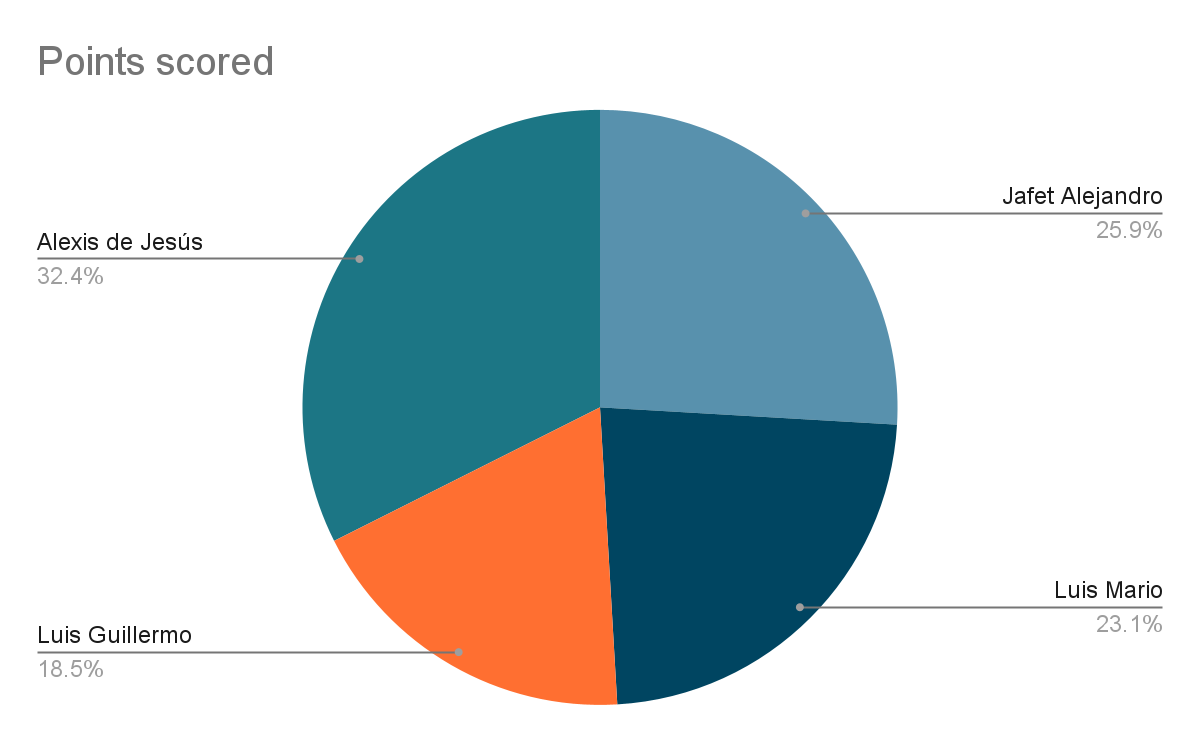 Points scored
Jafet Alejandro
25.9%
Alexis de Jesús
32.4%
Luis Mario
23.1%
Luis Guillermo
18.5%